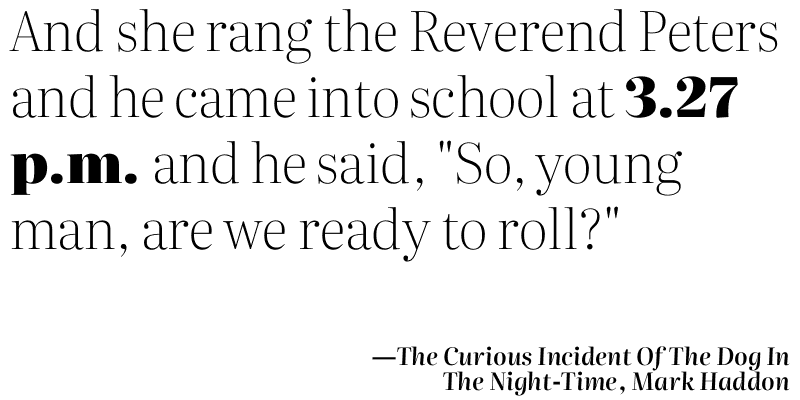 And she rang the Reverend Peters
and he came into school at 3.27
p.m. and he said, "So, young
man, are we ready to roll?"
—The Curious Incident Of The Dog In
The Night-Time, Mark Haddon